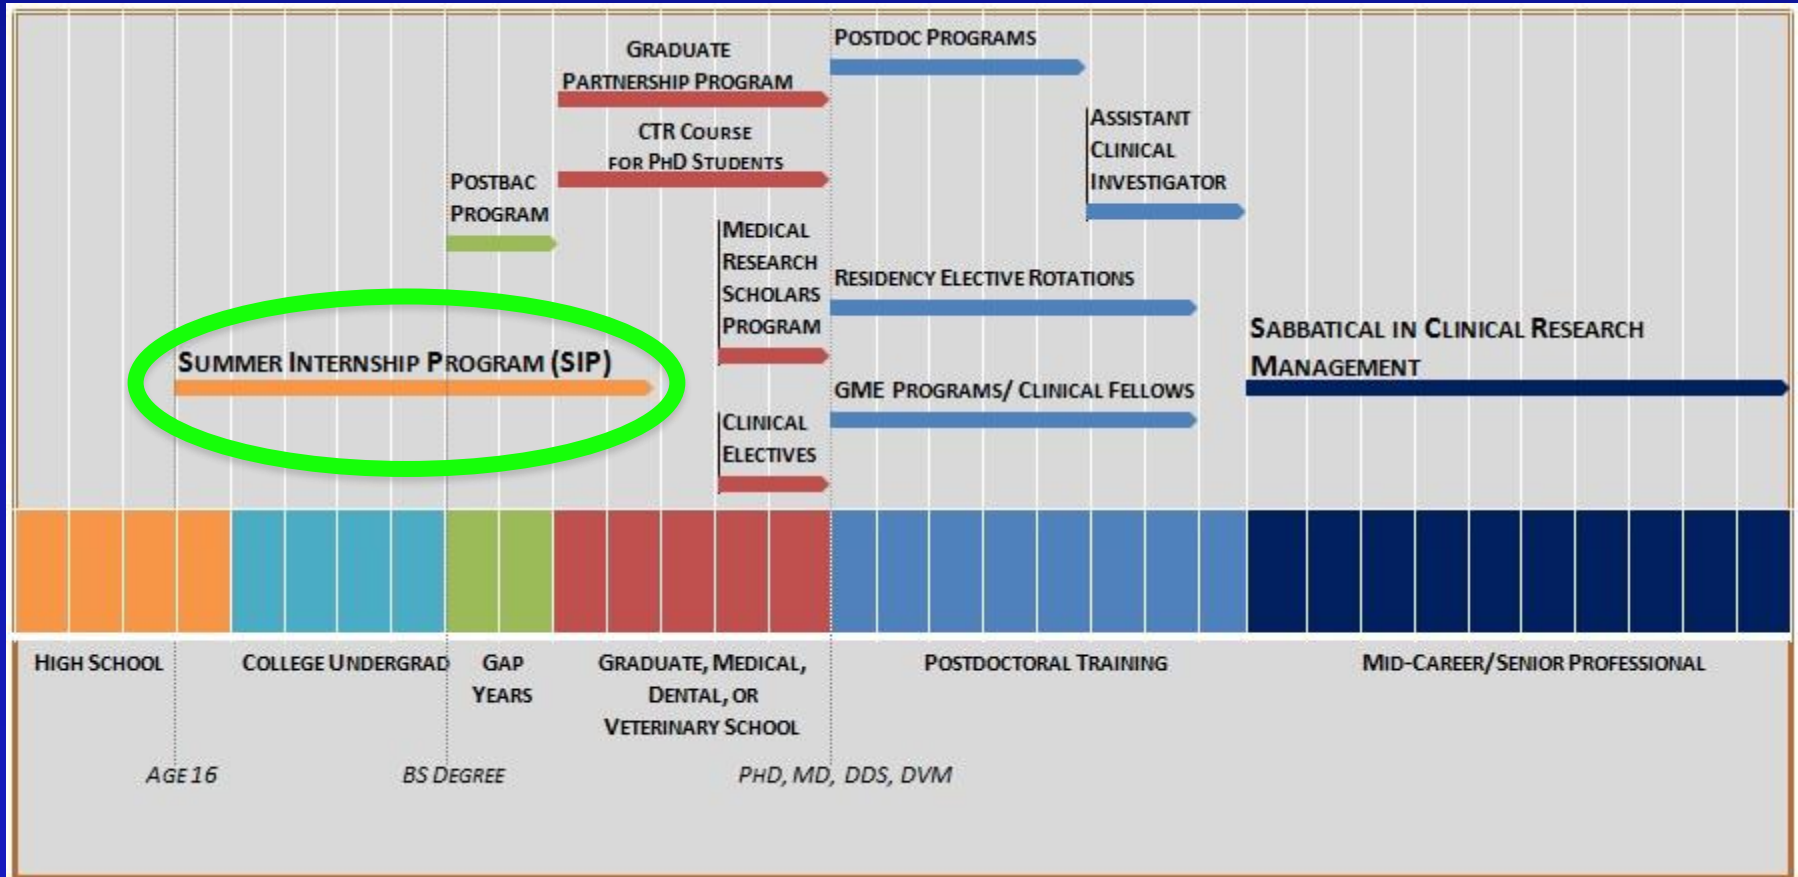 POSTDOC PROGRAMS
GRADUATE
PARTNERSHIP PROGRAM
ASSISTANT
CLINICAL
INVESTIGATOR
CTR COURSE
FOR PHD STUDENTS
POSTBAC
PROGRAM
MEDICAL
RESEARCH
SCHOLARS
PROGRAM
RESIDENCY ELECTIVE ROTATIONS
SABBATICAL IN CLINICAL RESEARCH
MANAGEMENT
SUMMER INTERNSHIP PROGRAM (SIP)
GME PROGRAMS/ CLINICAL FELLOWS
CLINICAL
ELECTIVES
HIGH SCHOOL
COLLEGE UNDERGRAD
GAP
YEARS
GRADUATE, MEDICAL,
DENTAL, OR
VETERINARY SCHOOL
POSTDOCTORAL TRAINING
MID-CAREER/SENIOR PROFESSIONAL
AGE 16
BS DEGREE
PHD, MD, DDS, DVM